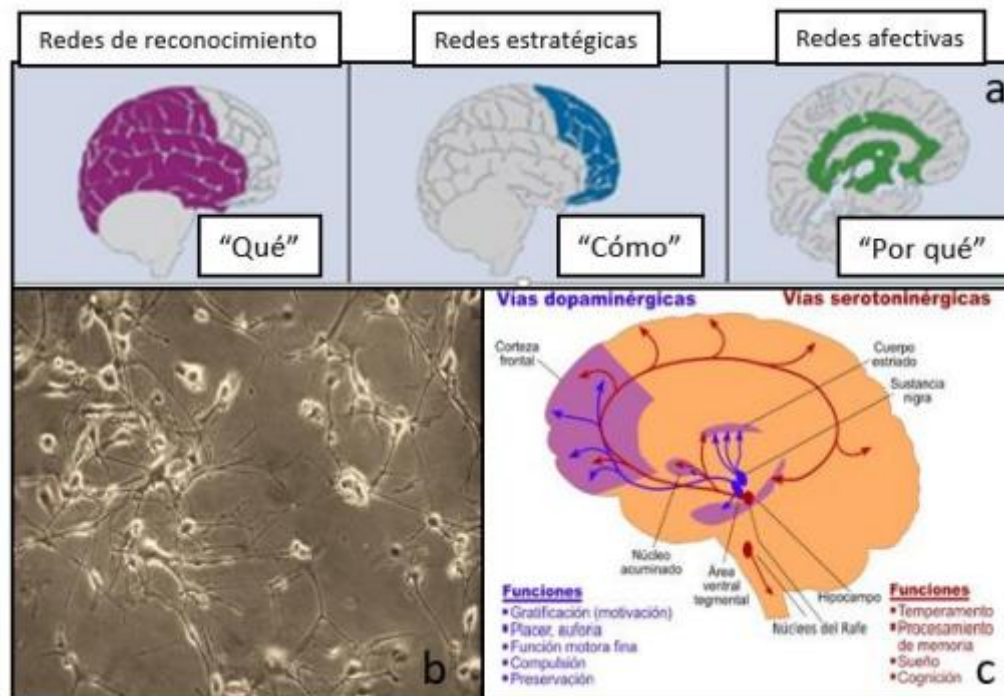 Redes de reconocimiento
Redes estratégicas
Redes afectivas
a
“Qué”
“Cómo”
“Por qué”
b
Vías dopaminérgicas
Vías serotoninérgicas
Corteza
frontal
Cuerpo
estriado
Sustancia
nigra
Núcleo
acuminado
Área
ventral
tegmental
Hipocampo
Núcleos del Rafe
Funciones
Gratificación (motivación)
Placer, euforia
Función motora fina
Compulsión
Preservación
Funciones
Temperamento
Procesamiento
de memoria
Sueño
Cognición
c